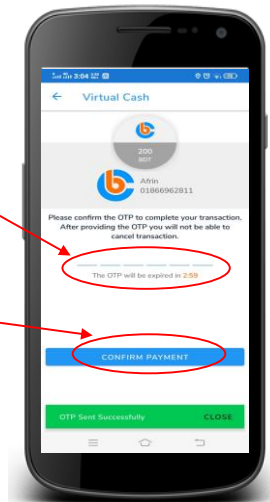 3:04
Virtual Cash
200
BDT
Afrin
01866962811
Please confirm the OTP to complete your transaction.
After providing the OTP you will not be able to
cancel transaction.
The OTP will be expired in 2:59
CONFIRM PAYMENT
OTP Sent Successfully CLOSE